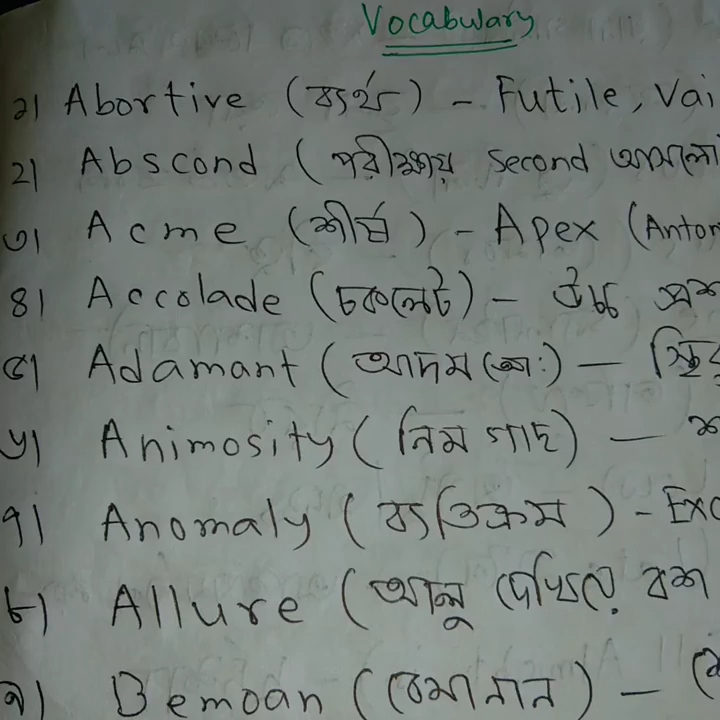 Vocabulary
১। Abortive (ব্যর্থ) - Futile, Vai
২। Abscond (পরীক্ষায় second আসলো
৩। Acme (শীর্ষ) - Apex (Anton
৪। Accolade (চকলেট) - উচ্চ প্রশ
৫। Adamant (আদম (আঃ) - স্থির
৬। Animosity (নিম গাছ) -
৭। Anomaly (ব্যতিক্রম) - Exc
৮। Allure (আলু দেখিয়ে বশ
৯। Bemoan (বেমানান) -